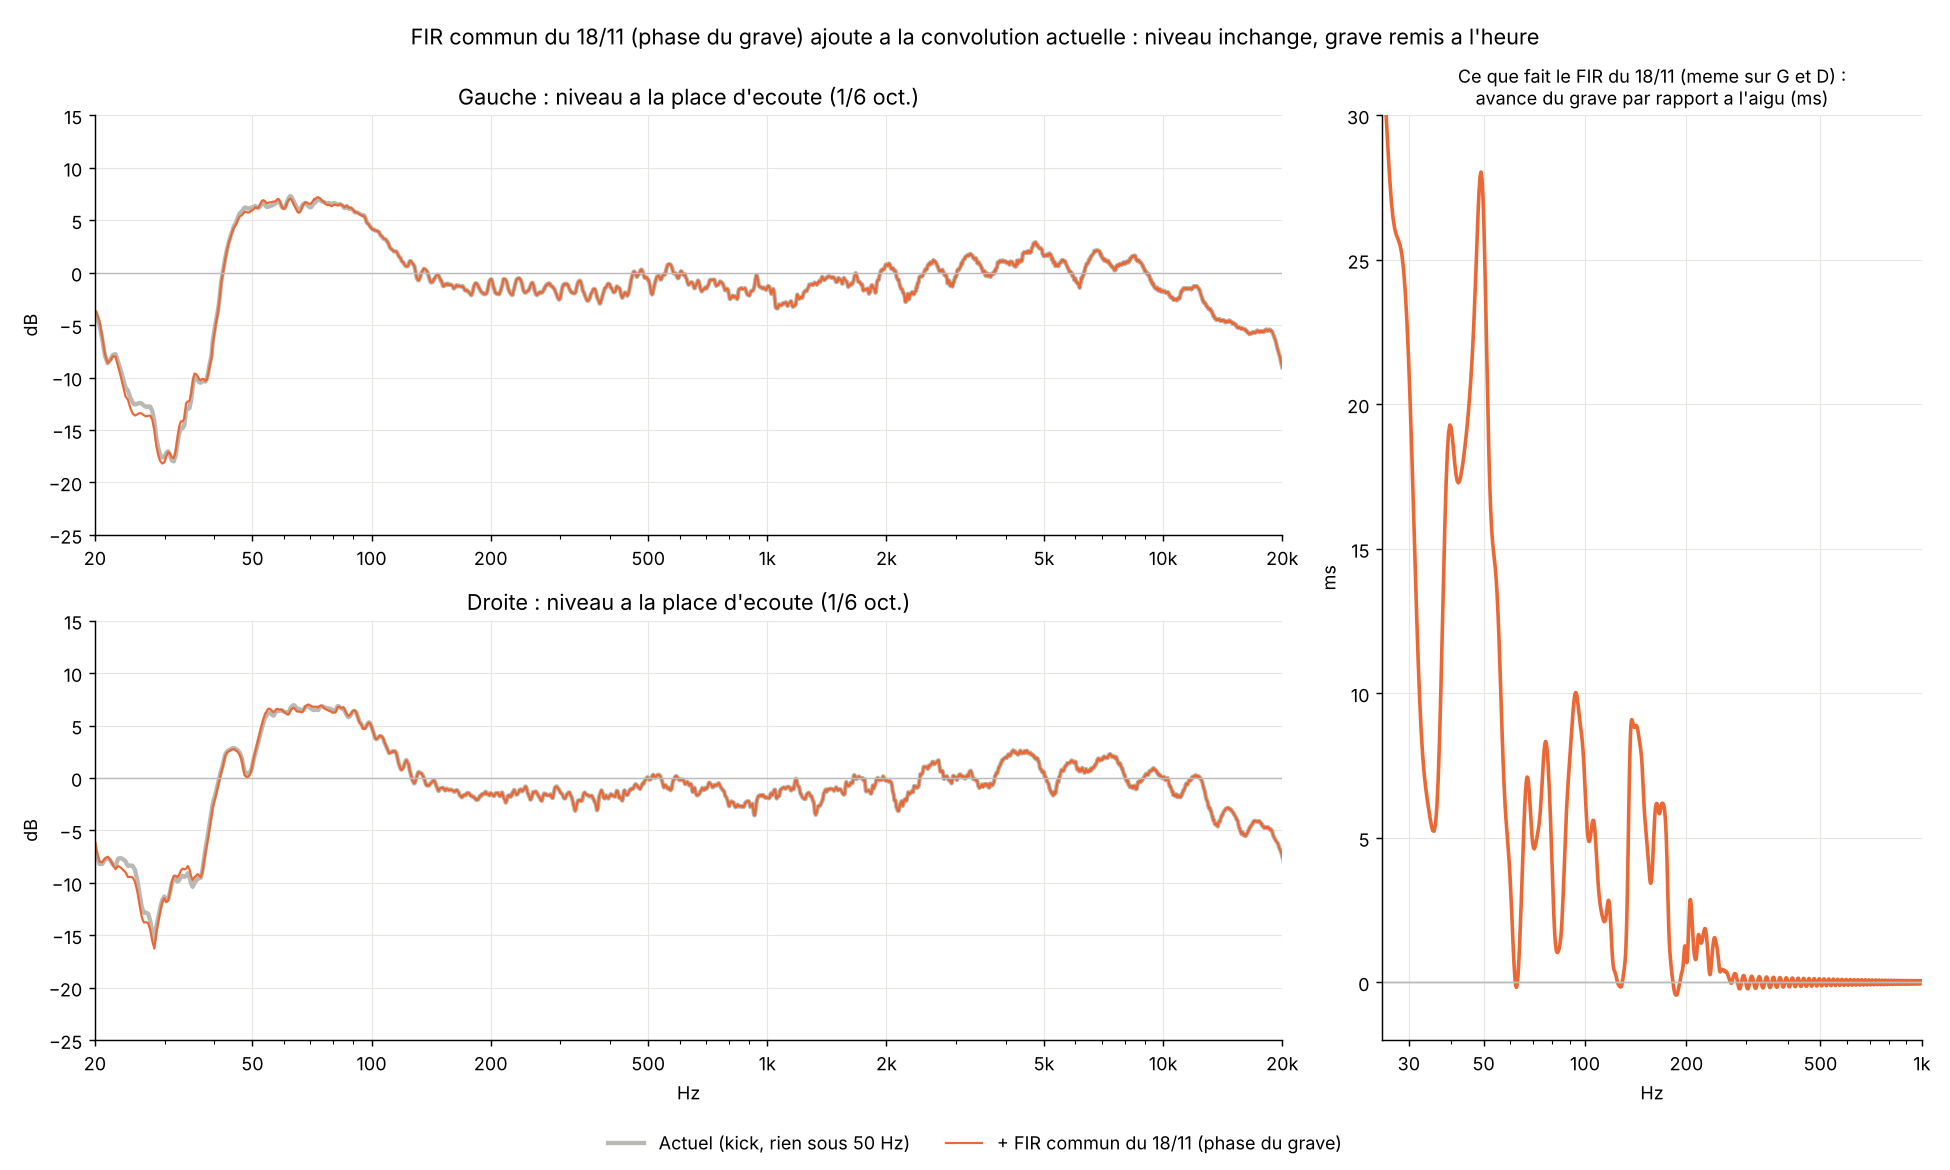 FIR commun du 18/11 (phase du grave) ajoute a la convolution actuelle : niveau inchange, grave remis a l'heure
Gauche : niveau a la place d'ecoute (1/6 oct.)
15
10
5
0
−5
−10
−15
−20
−25
dB
20 50 100 200 500 1k 2k 5k 10k 20k
Droite : niveau a la place d'ecoute (1/6 oct.)
15
10
5
0
−5
−10
−15
−20
−25
dB
20 50 100 200 500 1k 2k 5k 10k 20k
Hz
Ce que fait le FIR du 18/11 (meme sur G et D) :
avance du grave par rapport a l'aigu (ms)
30
25
20
15
10
5
0
ms
30 50 100 200 500 1k
Hz
Actuel (kick, rien sous 50 Hz) + FIR commun du 18/11 (phase du grave)